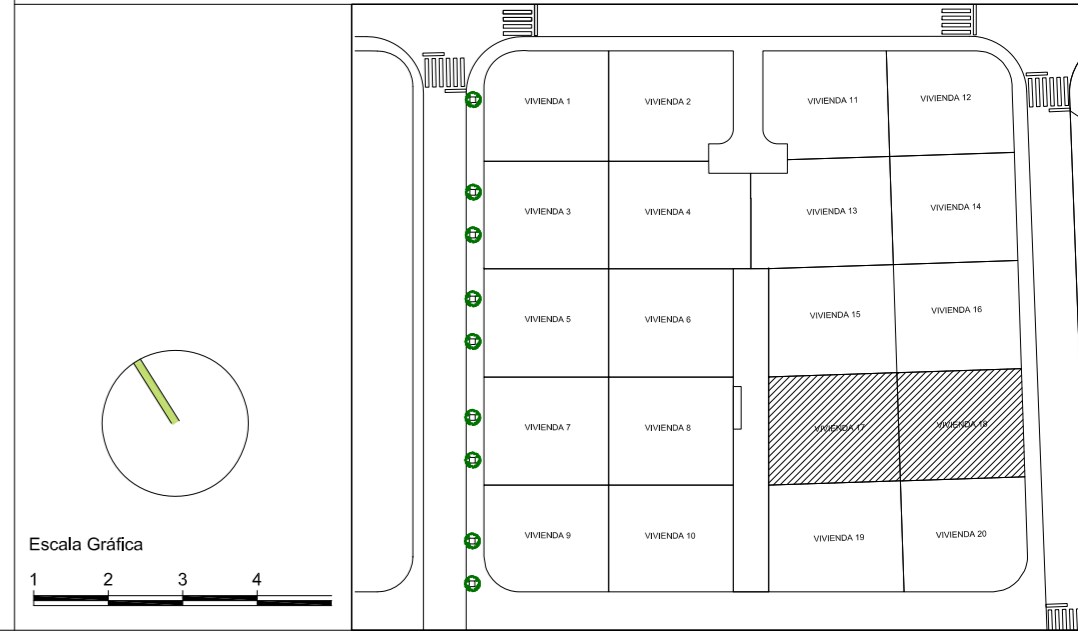 VIVIENDA 1
VIVIENDA 2
VIVIENDA 11
VIVIENDA 12
VIVIENDA 3
VIVIENDA 4
VIVIENDA 13
VIVIENDA 14
VIVIENDA 5
VIVIENDA 6
VIVIENDA 15
VIVIENDA 16
VIVIENDA 7
VIVIENDA 8
VIVIENDA 17
VIVIENDA 18
VIVIENDA 9
VIVIENDA 10
VIVIENDA 19
VIVIENDA 20
Escala Gráfica
1 2 3 4